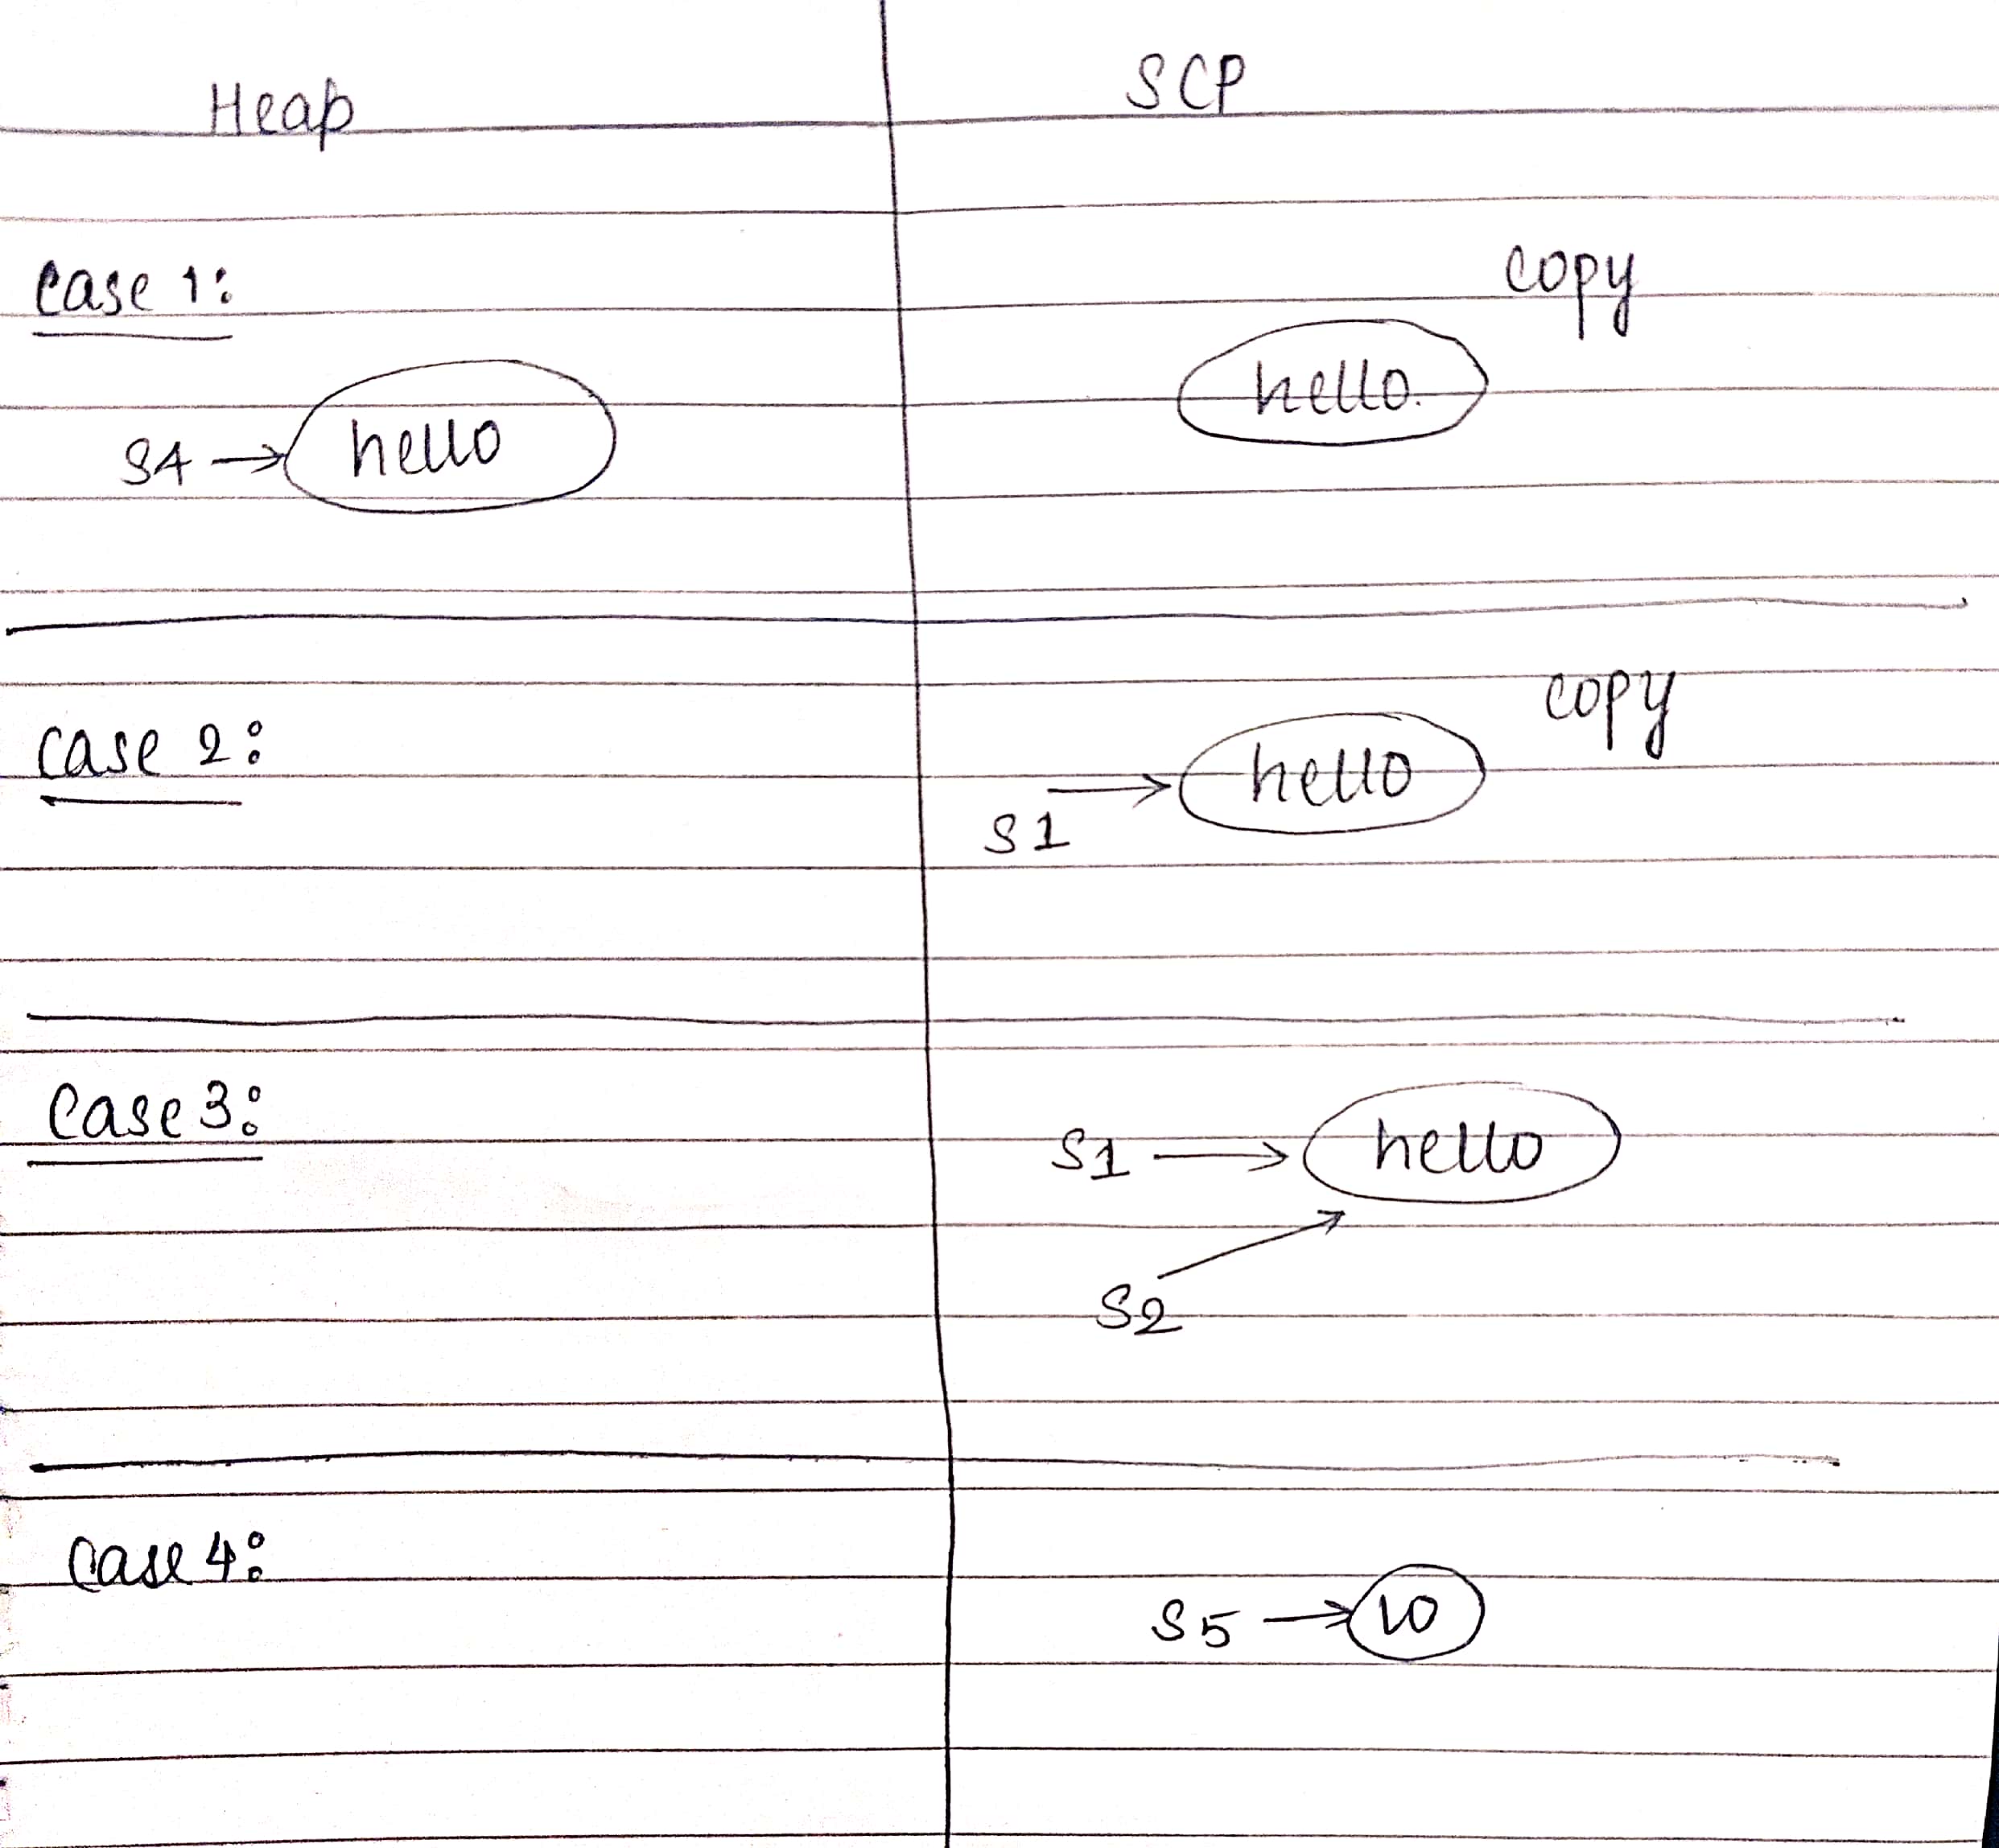 Heap SCP
Case 1: copy
S4 → hello hello.
Case 2: copy
S1 → hello
Case 3:
S1 → hello
S2
Case 4:
S5 → 10